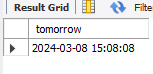 Result Grid Filte
tomorrow
2024-03-08 15:08:08